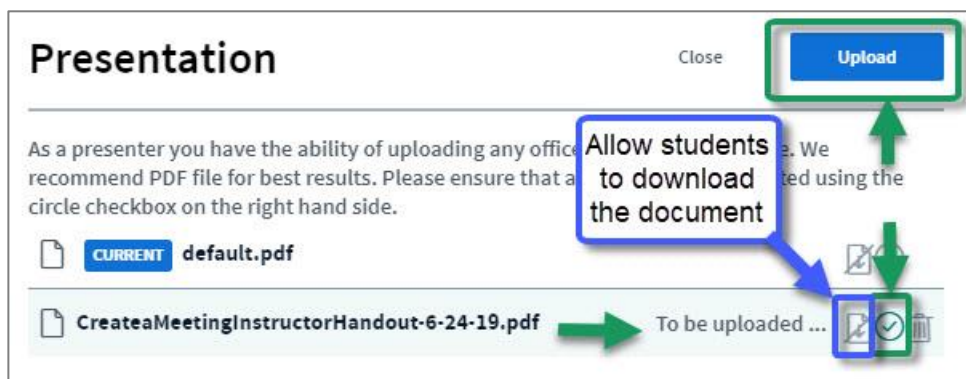 Presentation
Close
Upload
As a presenter you have the ability of uploading any office e. We
Allow students
to download
the document
recommend PDF file for best results. Please ensure that a ted using the
circle checkbox on the right hand side.
CURRENT default.pdf
CreateaMeetingInstructorHandout-6-24-19.pdf To be uploaded ...